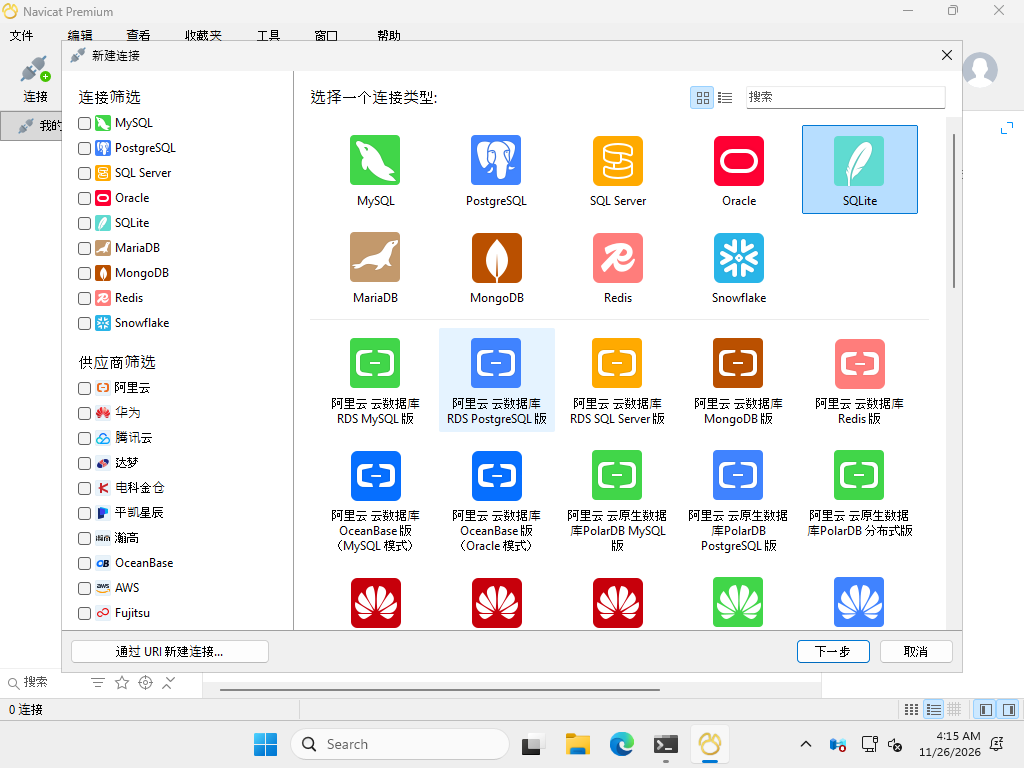 Navicat Premium
文件 编辑 查看 收藏夹 工具 窗口 帮助
新建连接
连接
我的
连接筛选
MySQL
PostgreSQL
SQL Server
Oracle
SQLite
MariaDB
MongoDB
Redis
Snowflake
供应商筛选
阿里云
华为
腾讯云
达梦
电科金仓
平凯星辰
瀚高
OceanBase
AWS
Fujitsu
选择一个连接类型:
搜索
MySQL PostgreSQL SQL Server Oracle SQLite
MariaDB MongoDB Redis Snowflake
阿里云 云数据库 RDS MySQL 版
阿里云 云数据库 RDS PostgreSQL 版
阿里云 云数据库 RDS SQL Server 版
阿里云 云数据库 MongoDB 版
阿里云 云数据库 Redis 版
阿里云 云数据库 OceanBase 版 (MySQL 模式)
阿里云 云数据库 OceanBase 版 (Oracle 模式)
阿里云 云原生数据库PolarDB MySQL 版
阿里云 云原生数据库PolarDB PostgreSQL 版
阿里云 云原生数据库PolarDB 分布式版
通过 URI 新建连接...
下一步
取消
搜索
0 连接
Search
4:15 AM
11/26/2026